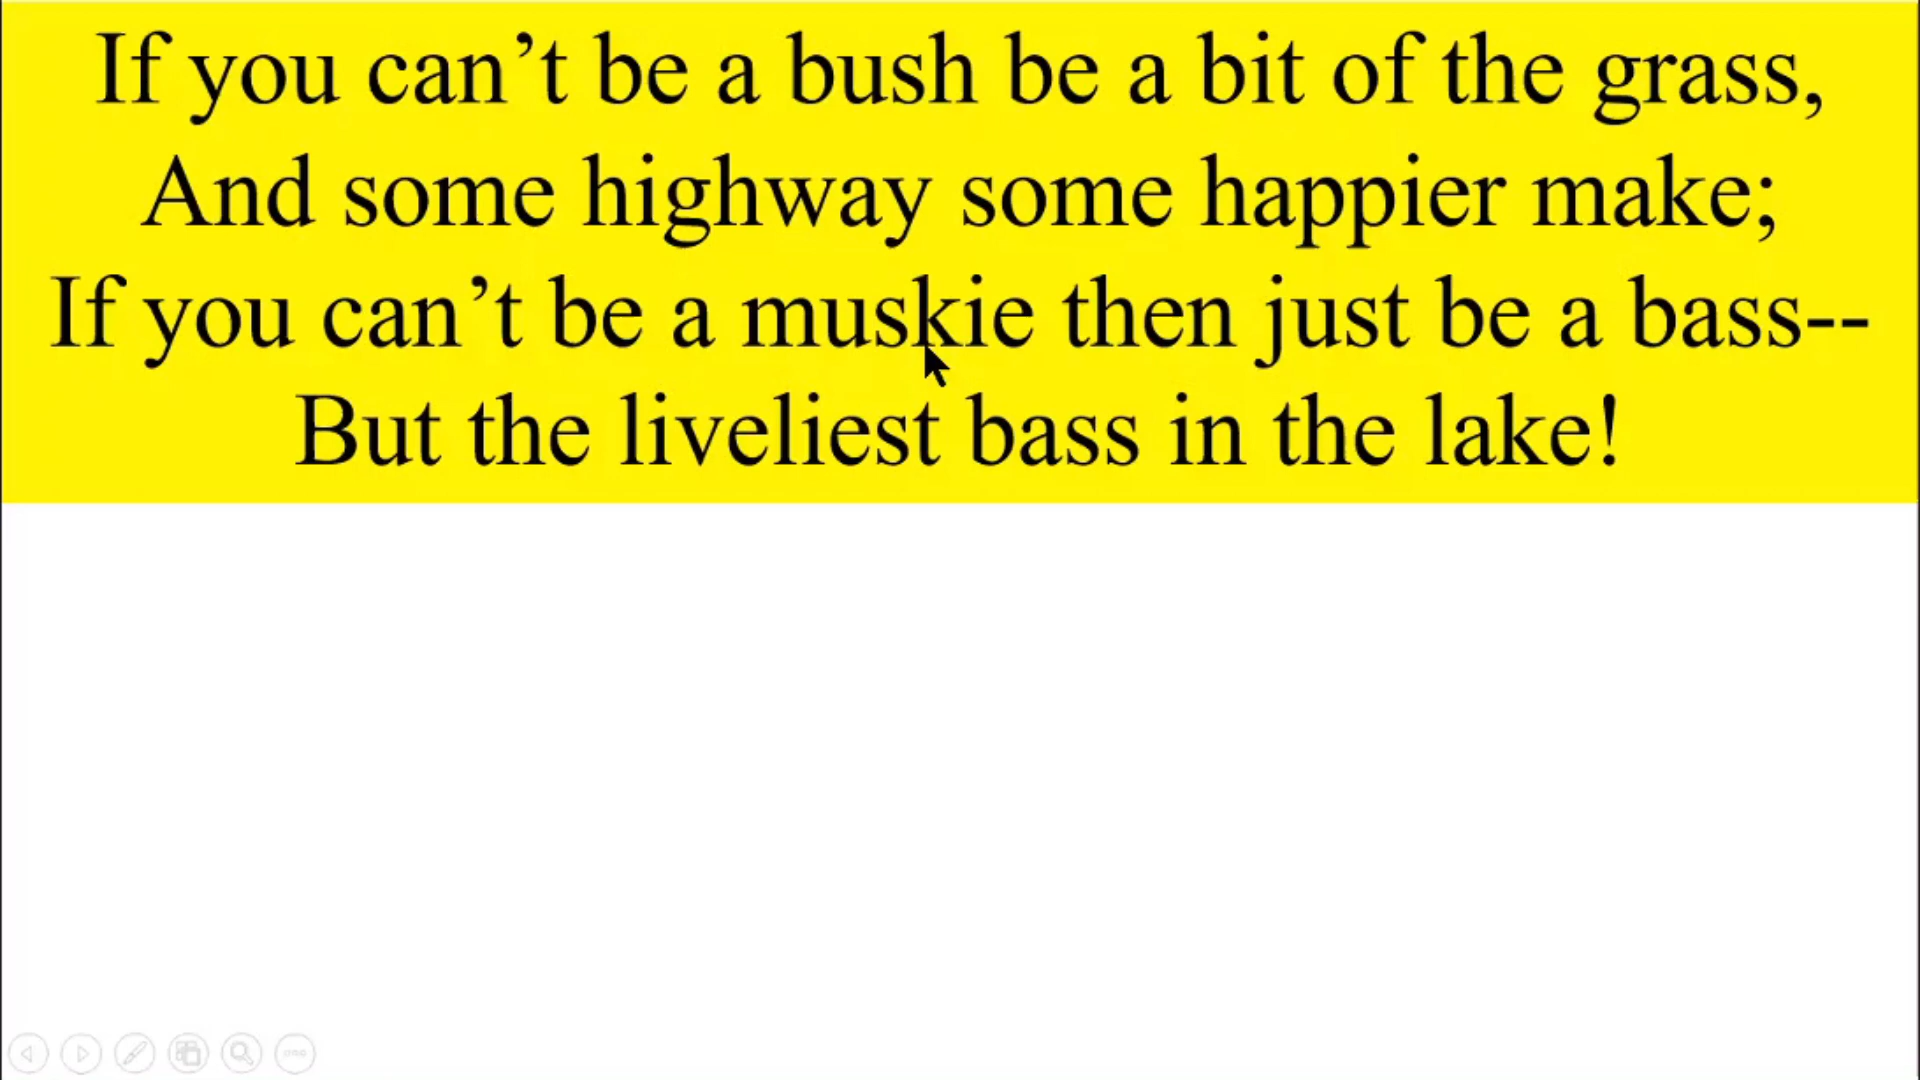 If you can’t be a bush be a bit of the grass,
And some highway some happier make;
If you can’t be a muskie then just be a bass--
But the liveliest bass in the lake!